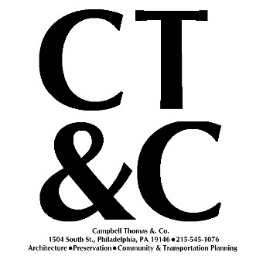 CT
&C
Campbell Thomas &. Co.
1504 South St., Philadelphia, PA 19146●215-545-1076
Architecture●Preservation●Community & Transportation Planning